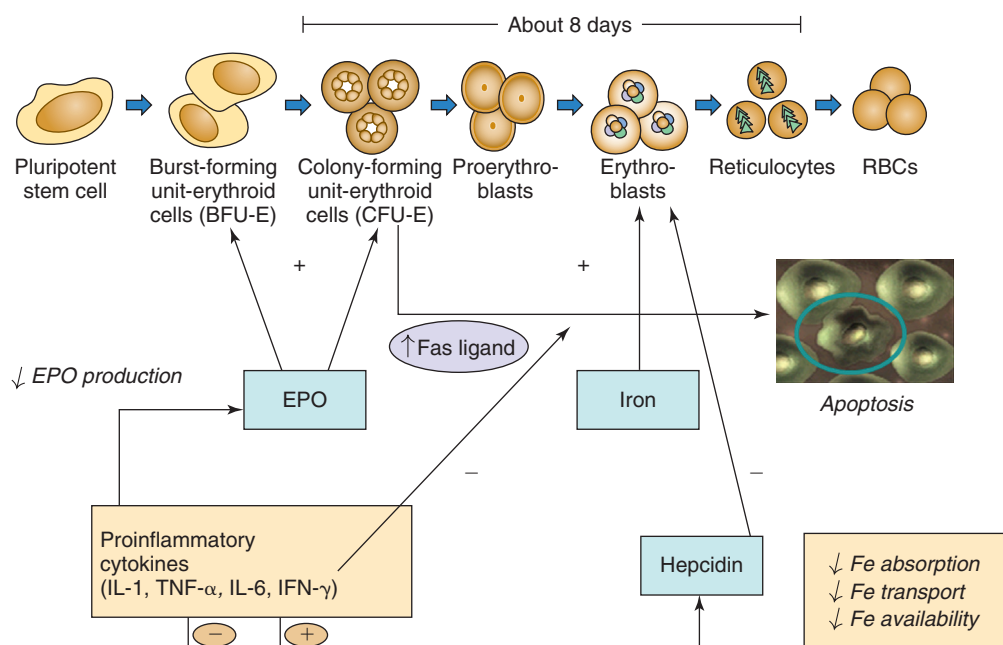 About 8 days
Pluripotent
stem cell
Burst-forming
unit-erythroid
cells (BFU-E)
Colony-forming
unit-erythroid
cells (CFU-E)
Proerythro-
blasts
Erythro-
blasts
Reticulocytes
RBCs
+
+
↑Fas ligand
↓ EPO production
EPO
Iron
Apoptosis
−
−
Proinflammatory
cytokines
(IL-1, TNF-α, IL-6, IFN-γ)
Hepcidin
↓ Fe absorption
↓ Fe transport
↓ Fe availability
−
+